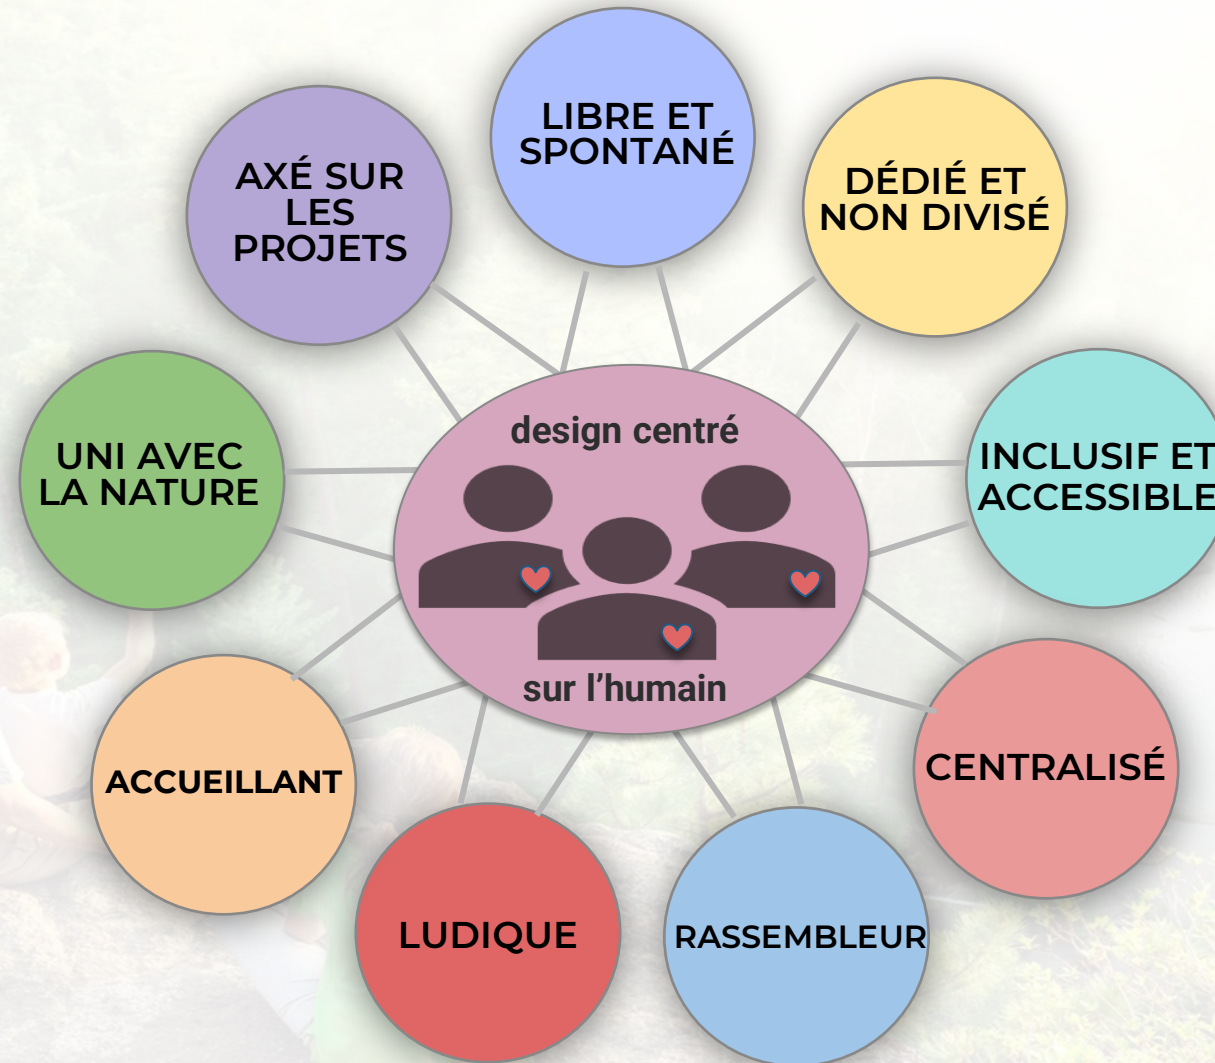 LIBRE ET
SPONTANÉ
DÉDIÉ ET
NON DIVISÉ
AXÉ SUR
LES
PROJETS
INCLUSIF ET
ACCESSIBLE
UNI AVEC
LA NATURE
design centré
sur l'humain
CENTRALISÉ
ACCUEILLANT
LUDIQUE
RASSEMBLEUR